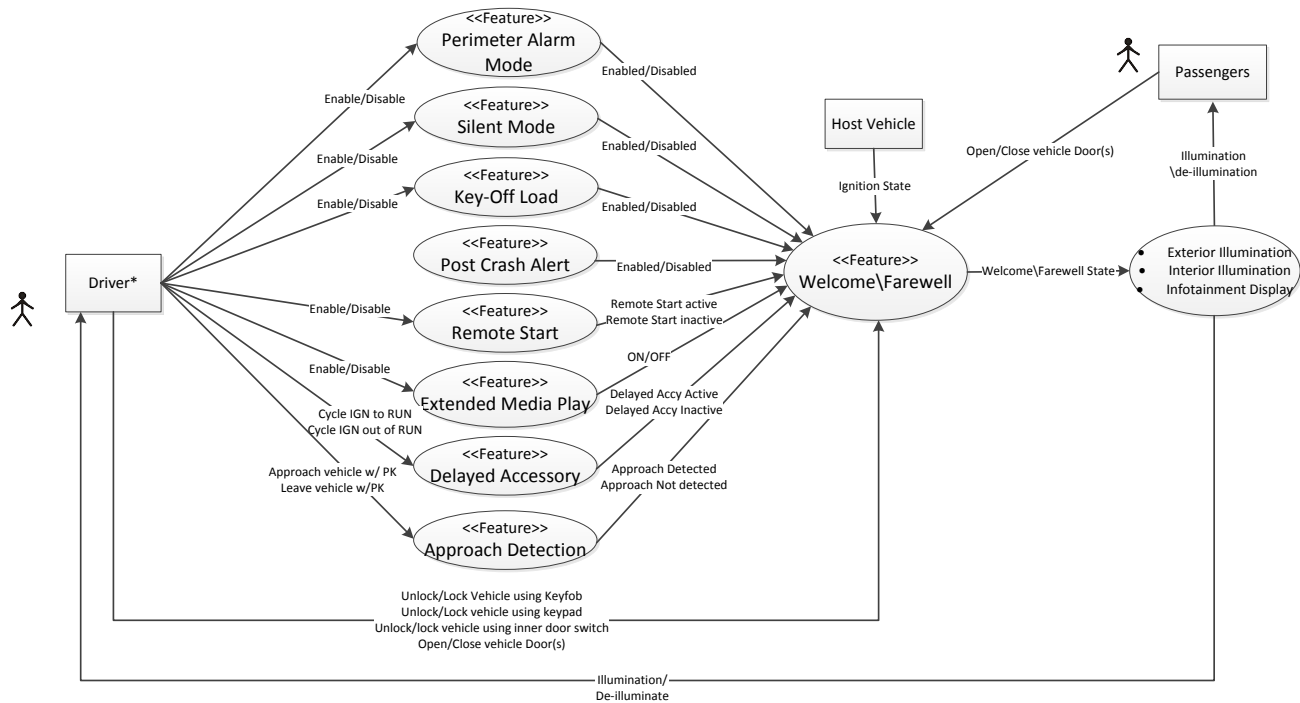 <<Feature>>
Perimeter Alarm
Mode
Enable/Disable
Enabled/Disabled
<<Feature>>
Silent Mode
Enable/Disable
Enabled/Disabled
<<Feature>>
Key-Off Load
Enable/Disable
Enabled/Disabled
<<Feature>>
Post Crash Alert
Enabled/Disabled
Driver*
<<Feature>>
Remote Start
Enable/Disable
Remote Start active
Remote Start inactive
<<Feature>>
Extended Media Play
Enable/Disable
ON/OFF
<<Feature>>
Delayed Accessory
Cycle IGN to RUN
Cycle IGN out of RUN
Delayed Accy Active
Delayed Accy Inactive
<<Feature>>
Approach Detection
Approach vehicle w/ PK
Leave vehicle w/PK
Approach Detected
Approach Not detected
Host Vehicle
Ignition State
<<Feature>>
Welcome\Farewell
Welcome\Farewell State
Passengers
Open/Close vehicle Door(s)
Illumination
\de-illumination
• Exterior Illumination
• Interior Illumination
• Infotainment Display
Unlock/Lock Vehicle using Keyfob
Unlock/Lock vehicle using keypad
Unlock/lock vehicle using inner door switch
Open/Close vehicle Door(s)
Illumination/
De-illuminate